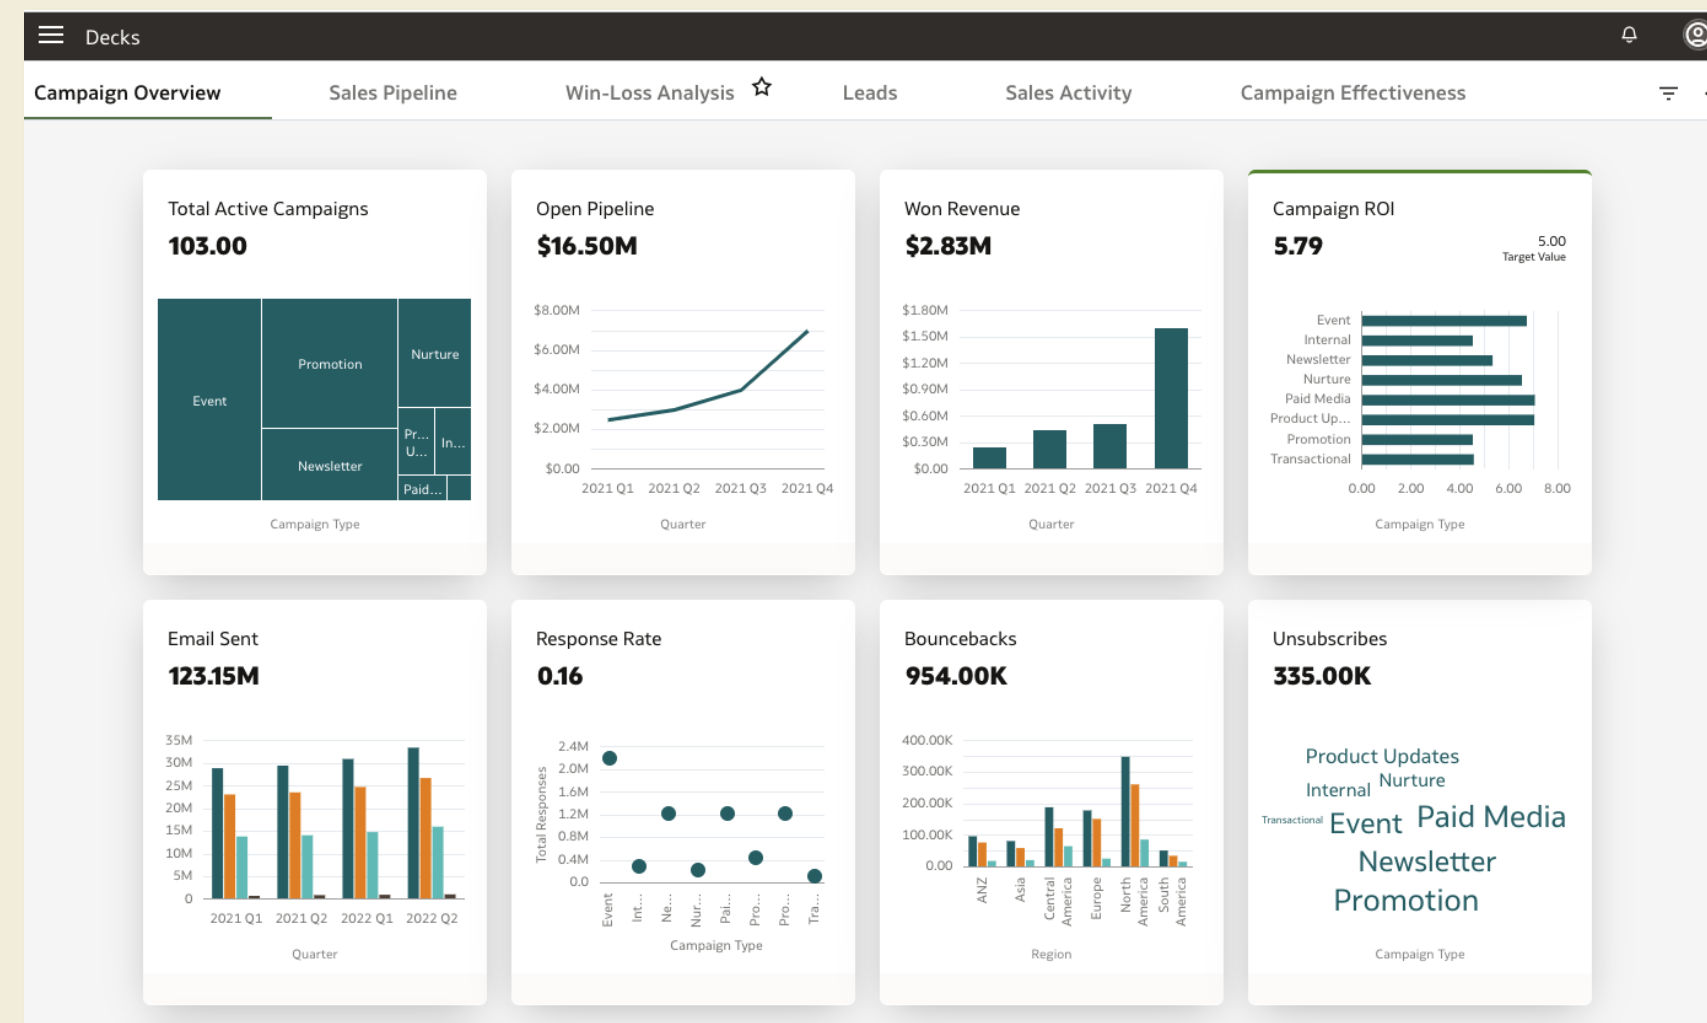 Decks
Campaign Overview
Sales Pipeline
Win-Loss Analysis
Leads
Sales Activity
Campaign Effectiveness
Total Active Campaigns
103.00
Event
Promotion
Nurture
Newsletter
Pr...
U...
In...
Paid...
Campaign Type
Open Pipeline
$16.50M
$8.00M
$6.00M
$4.00M
$2.00M
$0.00
2021 Q1 2021 Q2 2021 Q3 2021 Q4
Quarter
Won Revenue
$2.83M
$1.80M
$1.50M
$1.20M
$0.90M
$0.60M
$0.30M
$0.00
2021 Q1 2021 Q2 2021 Q3 2021 Q4
Quarter
Campaign ROI
5.79
5.00
Target Value
Event
Internal
Newsletter
Nurture
Paid Media
Product Up...
Promotion
Transactional
0.00 2.00 4.00 6.00 8.00
Campaign Type
Email Sent
123.15M
35M
30M
25M
20M
15M
10M
5M
0
2021 Q1 2021 Q2 2022 Q1 2022 Q2
Quarter
Response Rate
0.16
Total Responses
2.4M
2.0M
1.6M
1.2M
0.8M
0.4M
0.0
Event
Int...
Ne...
Nur...
Pai...
Pro...
Pro...
Tra...
Campaign Type
Bouncebacks
954.00K
400.00K
300.00K
200.00K
100.00K
0.00
ANZ
Asia
Central
America
Europe
North
America
South
America
Region
Unsubscribes
335.00K
Product Updates
Internal Nurture
Transactional Event Paid Media
Newsletter
Promotion
Campaign Type